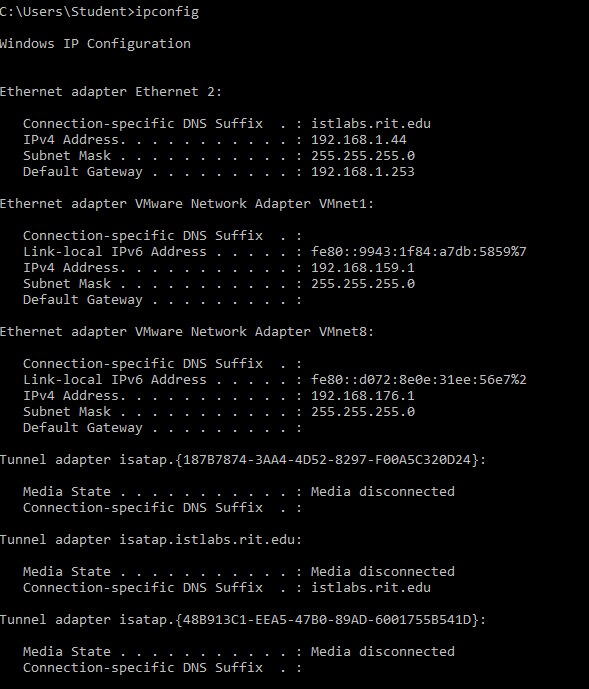 C:\Users\Student>ipconfig
Windows IP Configuration
Ethernet adapter Ethernet 2:
Connection-specific DNS Suffix  . : istlabs.rit.edu
IPv4 Address. . . . . . . . . . . : 192.168.1.44
Subnet Mask . . . . . . . . . . . : 255.255.255.0
Default Gateway . . . . . . . . . : 192.168.1.253
Ethernet adapter VMware Network Adapter VMnet1:
Connection-specific DNS Suffix  . :
Link-local IPv6 Address . . . . . : fe80::9943:1f84:a7db:5859%7
IPv4 Address. . . . . . . . . . . : 192.168.159.1
Subnet Mask . . . . . . . . . . . : 255.255.255.0
Default Gateway . . . . . . . . . :
Ethernet adapter VMware Network Adapter VMnet8:
Connection-specific DNS Suffix  . :
Link-local IPv6 Address . . . . . : fe80::d072:8e0e:31ee:56e7%2
IPv4 Address. . . . . . . . . . . : 192.168.176.1
Subnet Mask . . . . . . . . . . . : 255.255.255.0
Default Gateway . . . . . . . . . :
Tunnel adapter isatap.{187B7874-3AA4-4D52-8297-F00A5C320D24}:
Media State . . . . . . . . . . . : Media disconnected
Connection-specific DNS Suffix  . :
Tunnel adapter isatap.istlabs.rit.edu:
Media State . . . . . . . . . . . : Media disconnected
Connection-specific DNS Suffix  . : istlabs.rit.edu
Tunnel adapter isatap.{48B913C1-EEA5-47B0-89AD-6001755B541D}:
Media State . . . . . . . . . . . : Media disconnected
Connection-specific DNS Suffix  . :